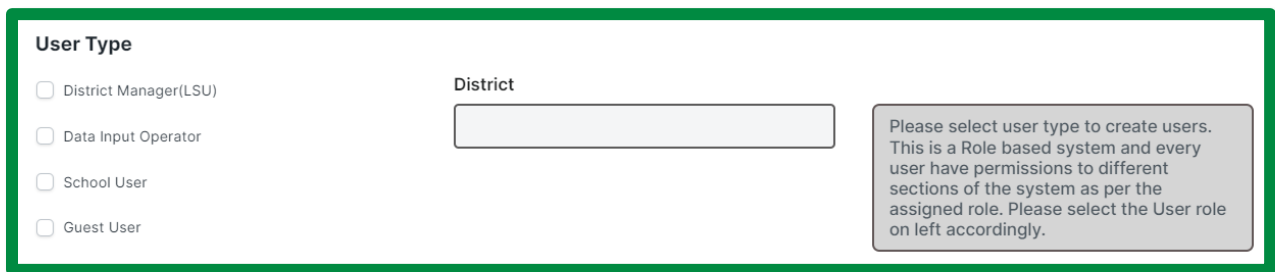 User Type
District Manager(LSU)
Data Input Operator
School User
Guest User
District
Please select user type to create users.
This is a Role based system and every
user have permissions to different
sections of the system as per the
assigned role. Please select the User role
on left accordingly.